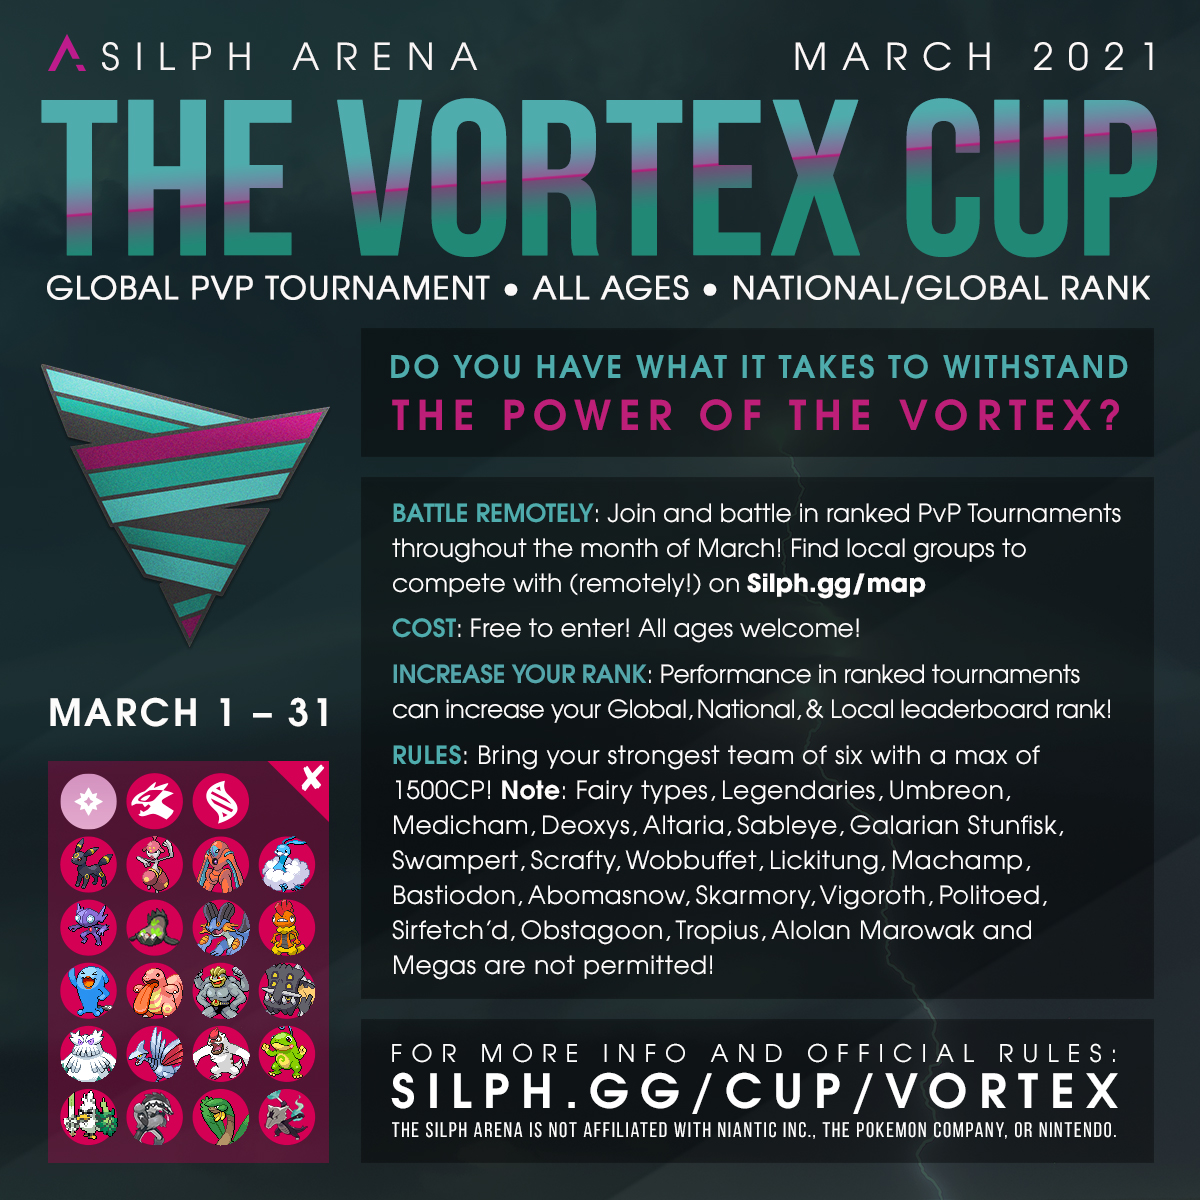 SILPH ARENA
MARCH 2021
THE VORTEX CUP
GLOBAL PVP TOURNAMENT • ALL AGES • NATIONAL/GLOBAL RANK
DO YOU HAVE WHAT IT TAKES TO WITHSTAND
THE POWER OF THE VORTEX?
BATTLE REMOTELY: Join and battle in ranked PvP Tournaments
throughout the month of March! Find local groups to
compete with (remotely!) on Silph.gg/map
COST: Free to enter! All ages welcome!
INCREASE YOUR RANK: Performance in ranked tournaments
can increase your Global, National, & Local leaderboard rank!
RULES: Bring your strongest team of six with a max of
1500CP! Note: Fairy types, Legendaries, Umbreon,
Medicham, Deoxys, Altaria, Sableye, Galarian Stunfisk,
Swampert, Scrafty, Wobbuffet, Lickitung, Machamp,
Bastiodon, Abomasnow, Skarmory, Vigoroth, Politoed,
Sirfetch'd, Obstagoon, Tropius, Alolan Marowak and
Megas are not permitted!
MARCH 1 – 31
FOR MORE INFO AND OFFICIAL RULES:
SILPH.GG/CUP/VORTEX
THE SILPH ARENA IS NOT AFFILIATED WITH NIANTIC INC., THE POKEMON COMPANY, OR NINTENDO.